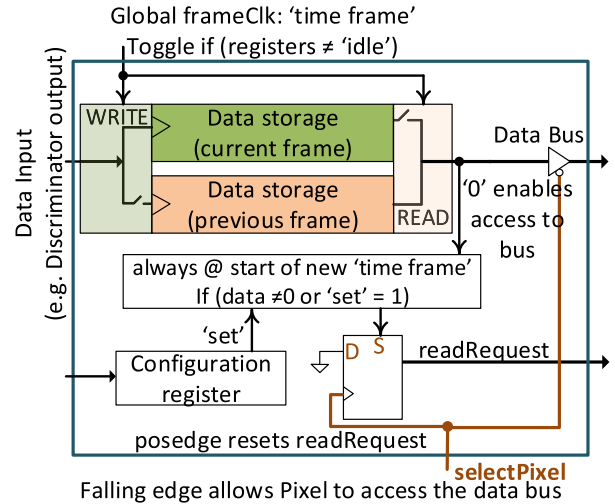 Global frameClk: 'time frame'
Toggle if (registers ≠ 'idle')
WRITE
Data storage
(current frame)
Data Bus
Data Input
(e.g. Discriminator output)
Data storage
(previous frame)
READ
'0' enables
access to
bus
always @ start of new 'time frame'
If (data ≠0 or 'set' = 1)
'set'
Configuration
register
D
S
readRequest
posedge resets readRequest
selectPixel
Falling edge allows Pixel to access the data bus